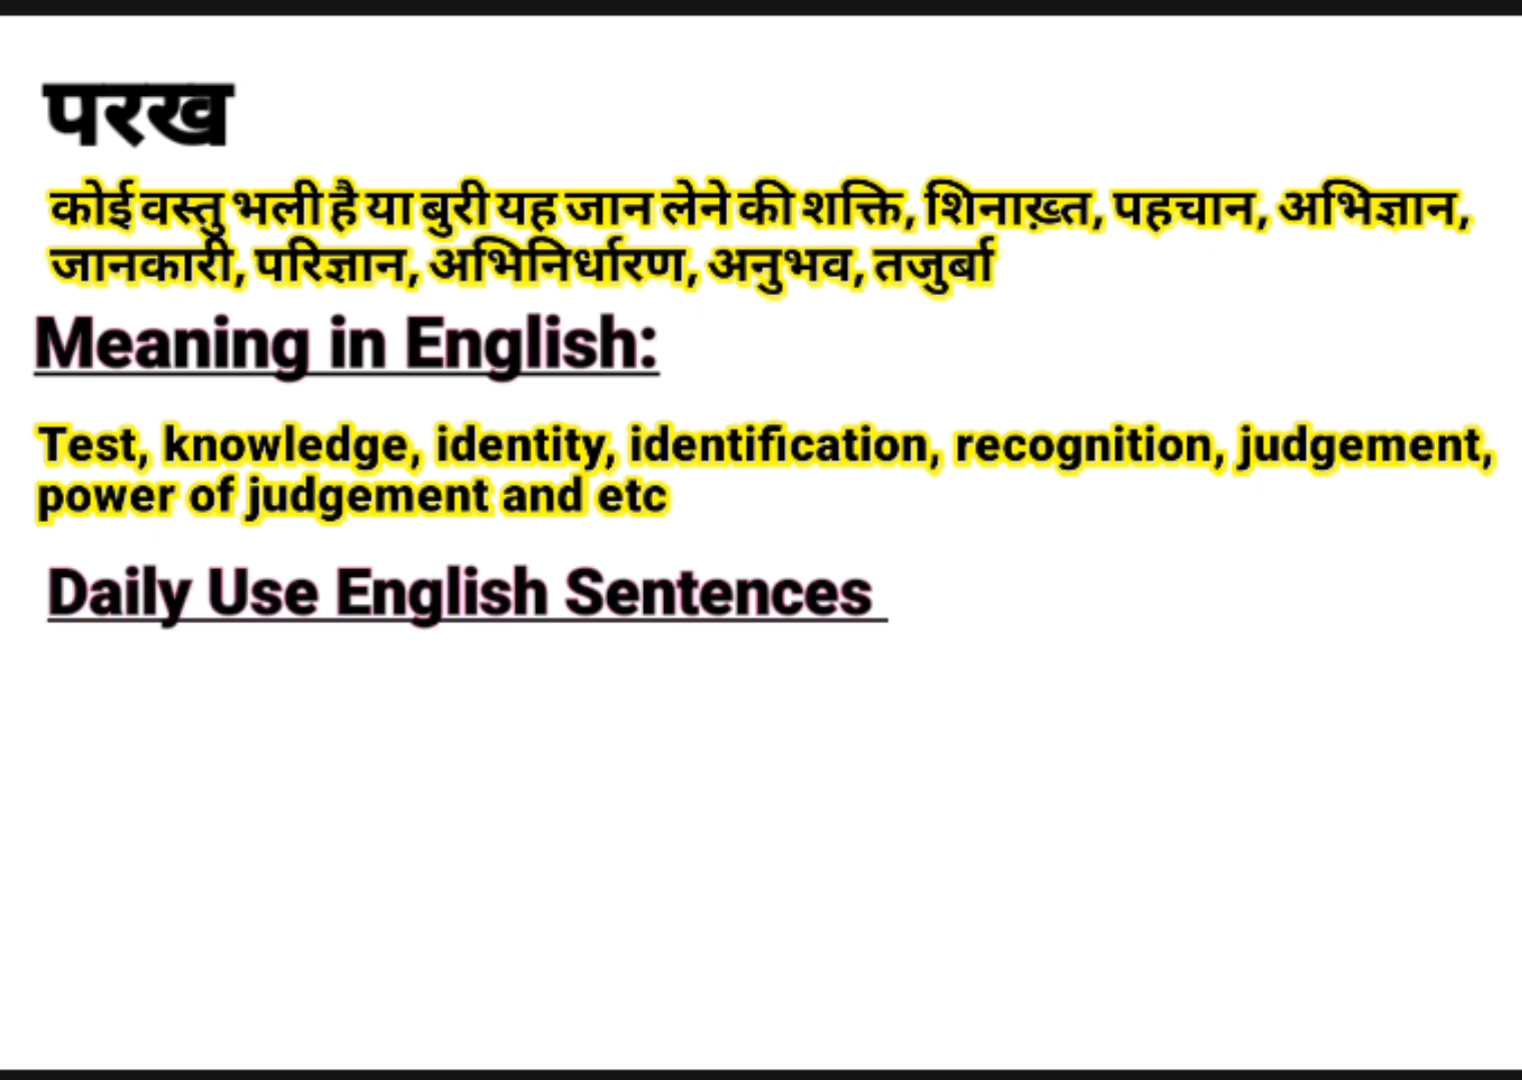 परख
कोई वस्तु भली है या बुरी यह जान लेने की शक्ति, शिनाख़्त, पहचान, अभिज्ञान,
जानकारी, परिज्ञान, अभिनिर्धारण, अनुभव, तजुर्बा
Meaning in English:
Test, knowledge, identity, identification, recognition, judgement,
power of judgement and etc
Daily Use English Sentences